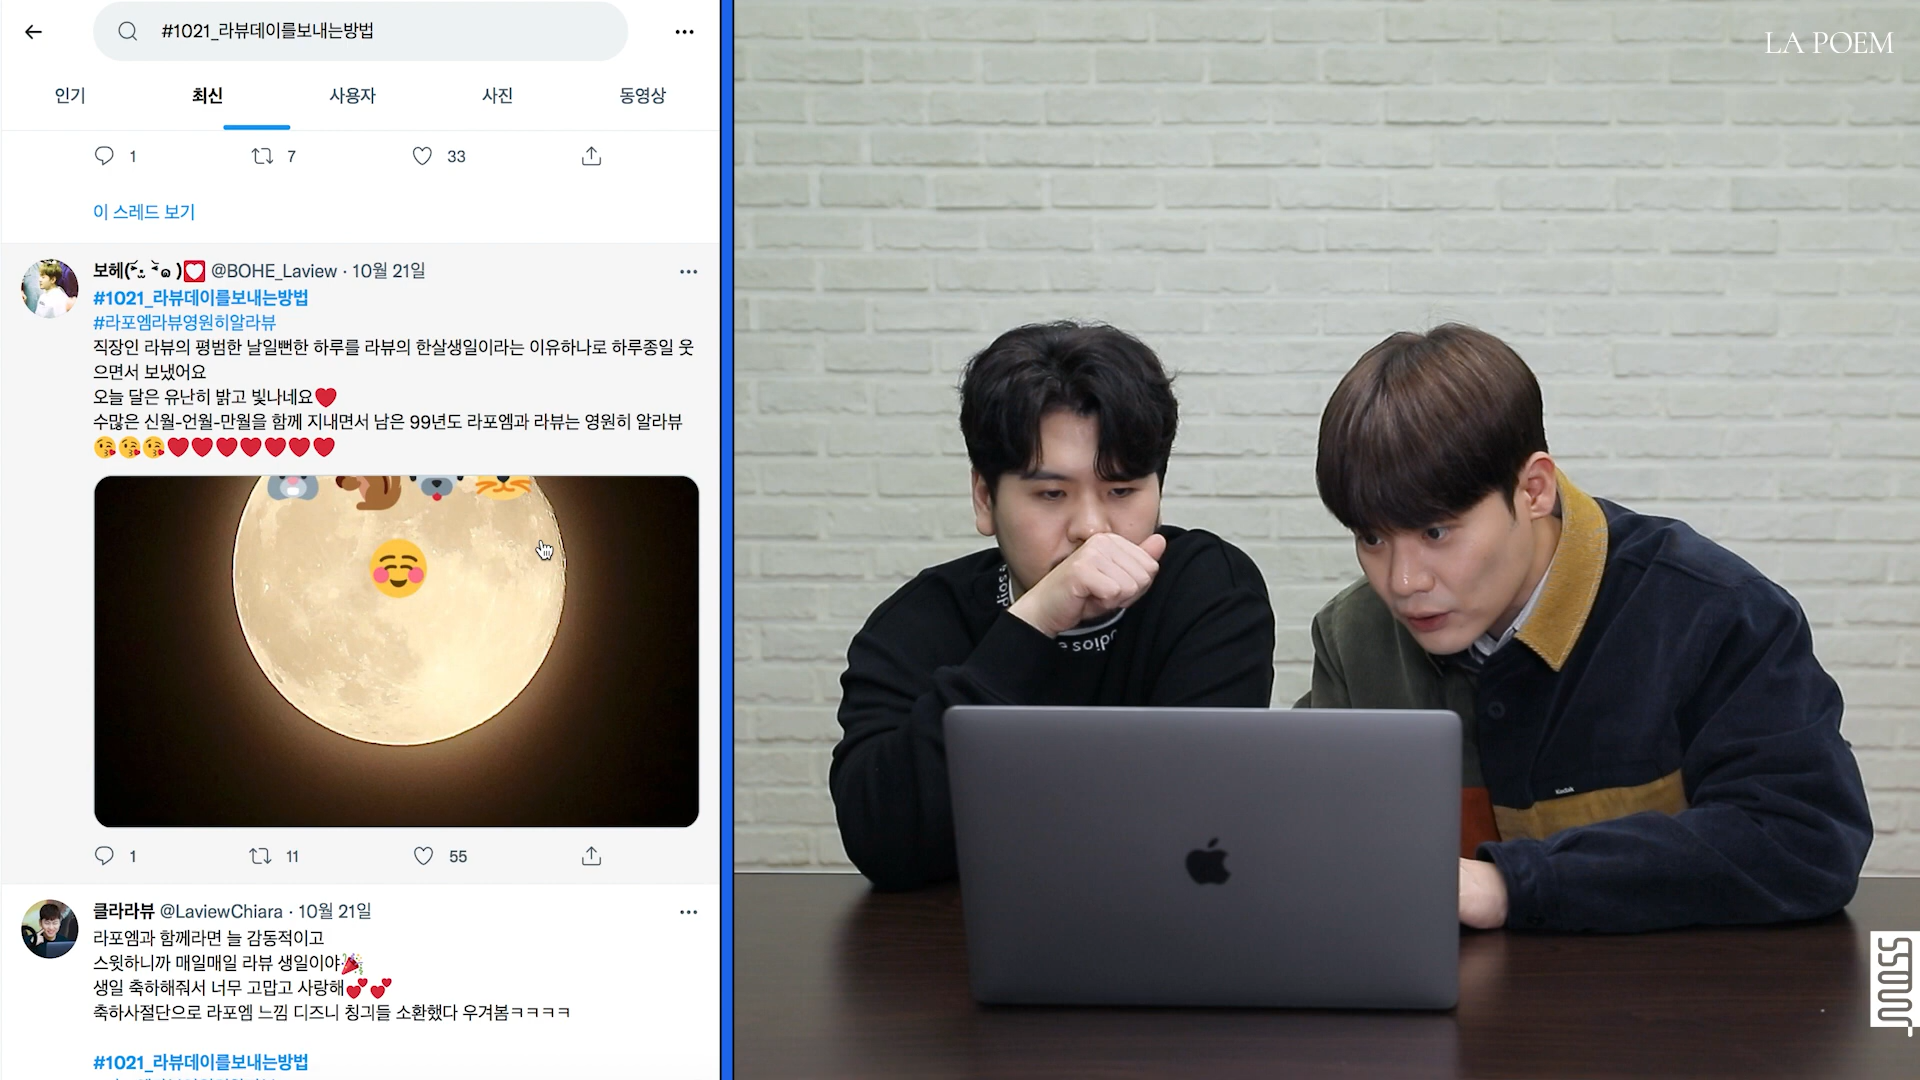 #1021_라뷰데이를보내는방법
인기 최신 사용자 사진 동영상
1 7 33
이 스레드 보기
보헤 @BOHE_Laview · 10월 21일
#1021_라뷰데이를보내는방법
#라포엠라뷰영원히알라뷰
직장인 라뷰의 평범한 날일뻔한 하루를 라뷰의 한살생일이라는 이유하나로 하루종일 웃
으면서 보냈어요
오늘 달은 유난히 밝고 빛나네요❤️
수많은 신월-언월-만월을 함께 지내면서 남은 99년도 라포엠과 라뷰는 영원히 알라뷰
😘😘😘❤️❤️❤️❤️❤️❤️❤️
1 11 55
클라라뷰 @LaviewChiara · 10월 21일
라포엠과 함께라면 늘 감동적이고
스윗하니까 매일매일 라뷰 생일이야🎉
생일 축하해줘서 너무 고맙고 사랑해💕💕
축하사절단으로 라포엠 느낌 디즈니 칭긔들 소환했다 우겨봄ㅋㅋㅋㅋ
#1021_라뷰데이를보내는방법
LA POEM